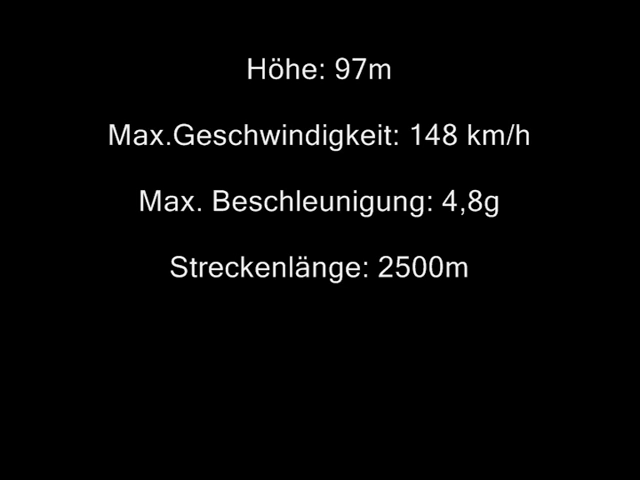 Höhe: 97m
Max.Geschwindigkeit: 148 km/h
Max. Beschleunigung: 4,8g
Streckenlänge: 2500m